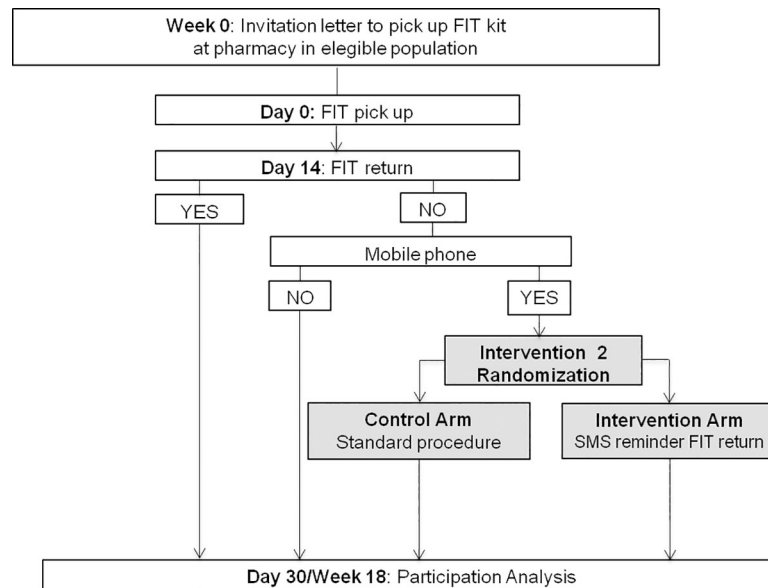 Week 0: Invitation letter to pick up FIT kit
at pharmacy in elegible population
Day 0: FIT pick up
Day 14: FIT return
YES
NO
Mobile phone
NO
YES
Intervention 2
Randomization
Control Arm
Standard procedure
Intervention Arm
SMS reminder FIT return
Day 30/Week 18: Participation Analysis